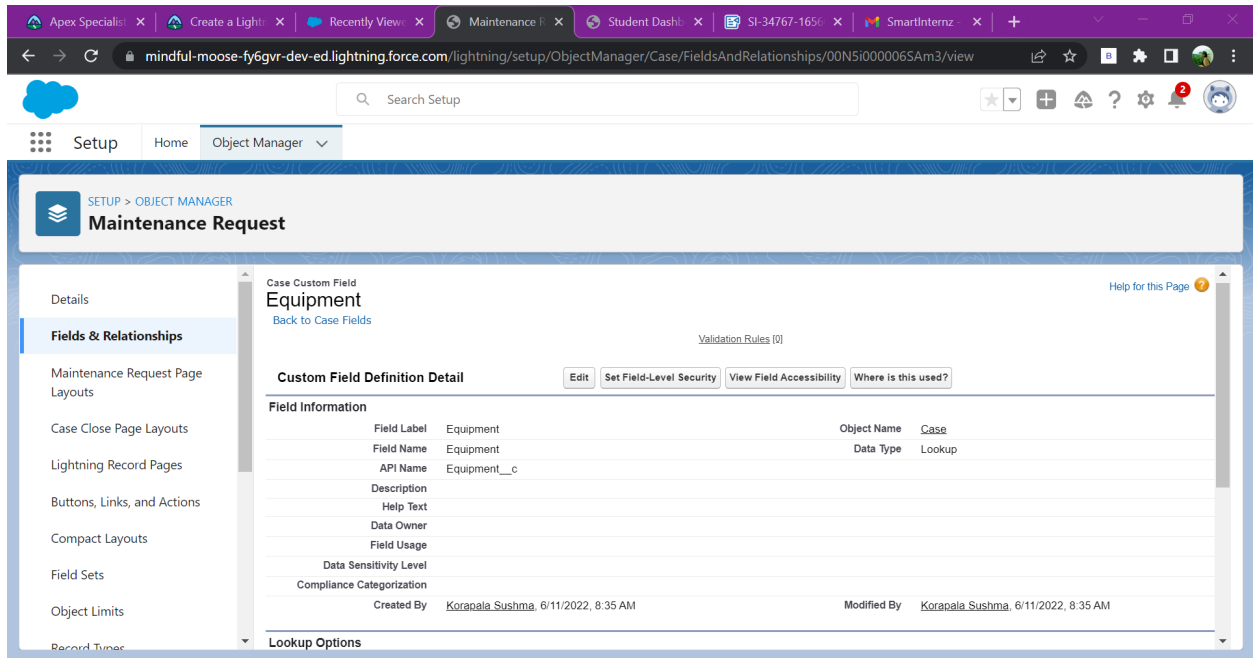 Apex Specialist
Create a Lightn
Recently View
Maintenance R
Student Dashb
SI-34767-1656
SmartInternz -
mindful-moose-fy6gvr-dev-ed.lightning.force.com/lightning/setup/ObjectManager/Case/FieldsAndRelationships/00N5i000006SAm3/view
Search Setup
2
Setup
Home
Object Manager
SETUP > OBJECT MANAGER
Maintenance Request
Details
Fields & Relationships
Maintenance Request Page
Layouts
Case Close Page Layouts
Lightning Record Pages
Buttons, Links, and Actions
Compact Layouts
Field Sets
Object Limits
Record Types
Case Custom Field
Equipment
Back to Case Fields
Help for this Page
Validation Rules [0]
Custom Field Definition Detail
Edit
Set Field-Level Security
View Field Accessibility
Where is this used?
Field Information
Field Label Equipment Object Name Case
Field Name Equipment Data Type Lookup
API Name Equipment__c
Description
Help Text
Data Owner
Field Usage
Data Sensitivity Level
Compliance Categorization
Created By Korapala Sushma, 6/11/2022, 8:35 AM Modified By Korapala Sushma, 6/11/2022, 8:35 AM
Lookup Options